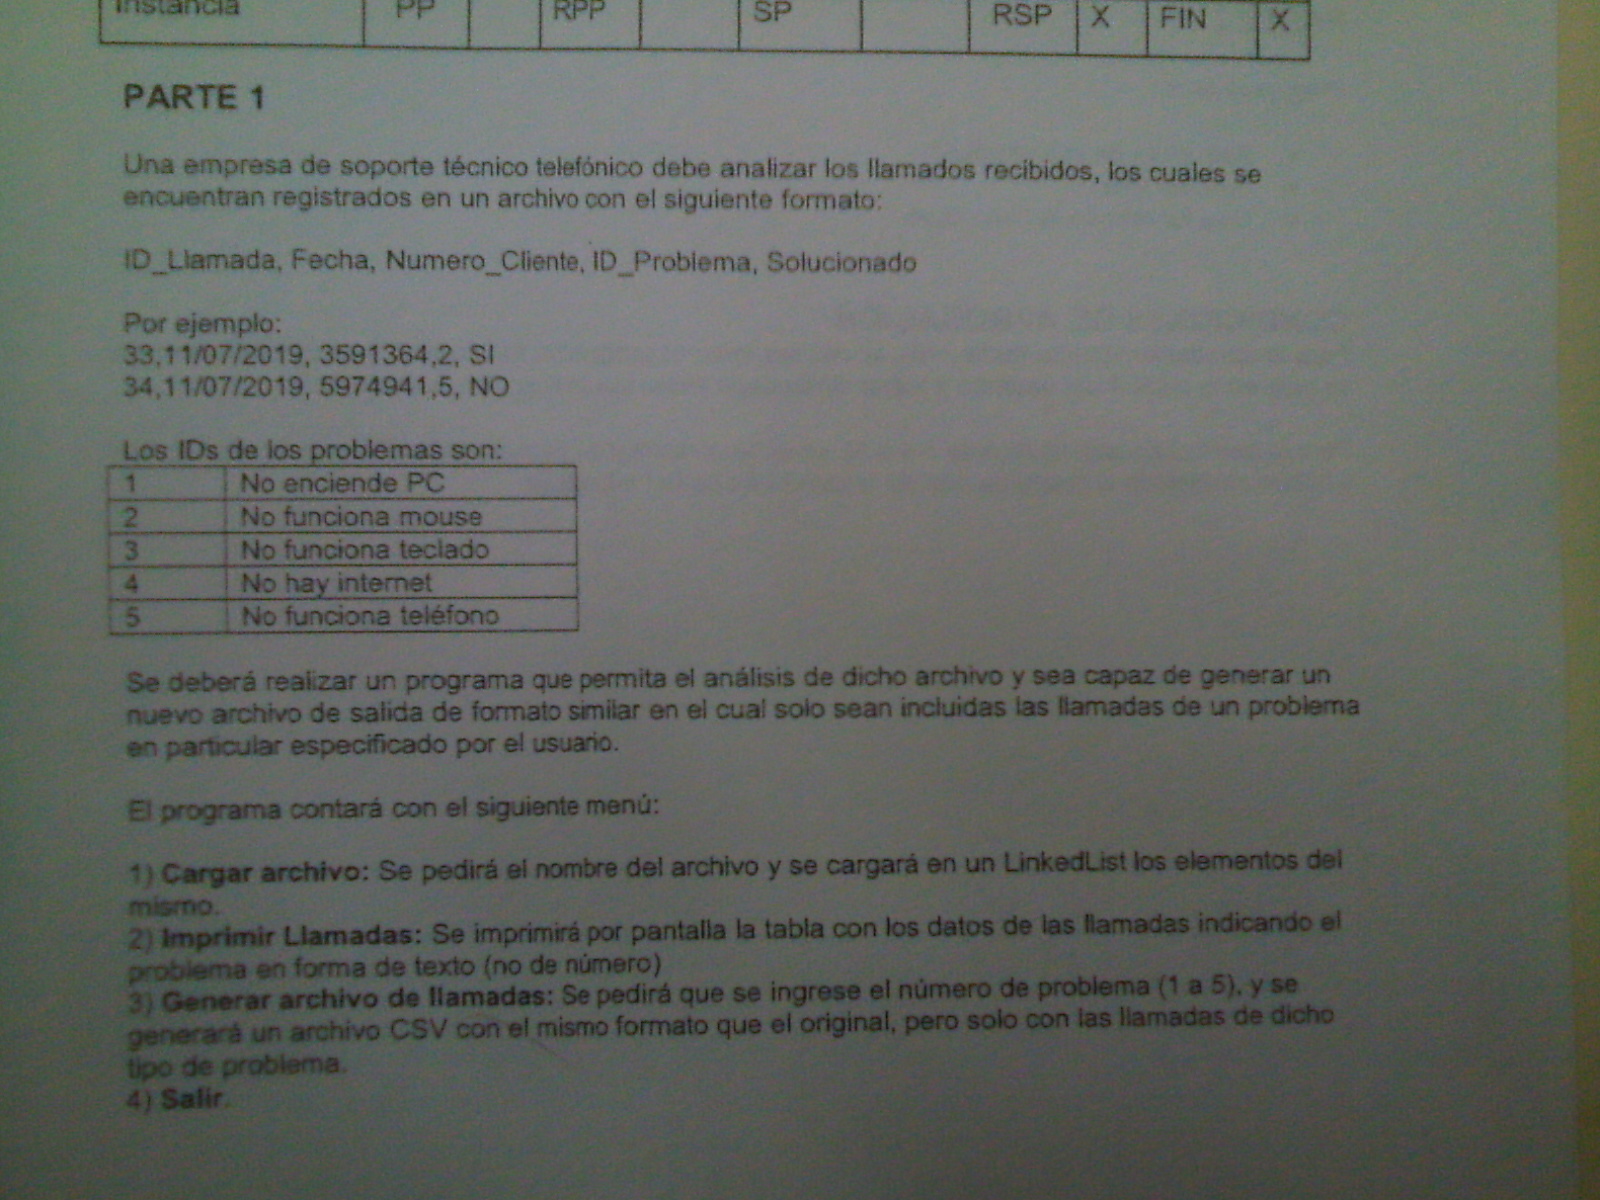 Instancia PP RPP SP RSP X FIN X
PARTE 1
Una empresa de soporte técnico telefónico debe analizar los llamados recibidos, los cuales se
encuentran registrados en un archivo con el siguiente formato:
ID_Llamada, Fecha, Numero_Cliente, ID_Problema, Solucionado
Por ejemplo:
33,11/07/2019, 3591364,2, SI
34,11/07/2019, 5974941,5, NO
Los IDs de los problemas son:
1 No enciende PC
2 No funciona mouse
3 No funciona teclado
4 No hay internet
5 No funciona teléfono
Se deberá realizar un programa que permita el análisis de dicho archivo y sea capaz de generar un
nuevo archivo de salida de formato similar en el cual solo sean incluidas las llamadas de un problema
en particular especificado por el usuario.
El programa contará con el siguiente menú:
1) Cargar archivo: Se pedirá el nombre del archivo y se cargará en un LinkedList los elementos del
mismo.
2) Imprimir Llamadas: Se imprimirá por pantalla la tabla con los datos de las llamadas indicando el
problema en forma de texto (no de número)
3) Generar archivo de llamadas: Se pedirá que se ingrese el número de problema (1 a 5), y se
generará un archivo CSV con el mismo formato que el original, pero solo con las llamadas de dicho
tipo de problema.
4) Salir.